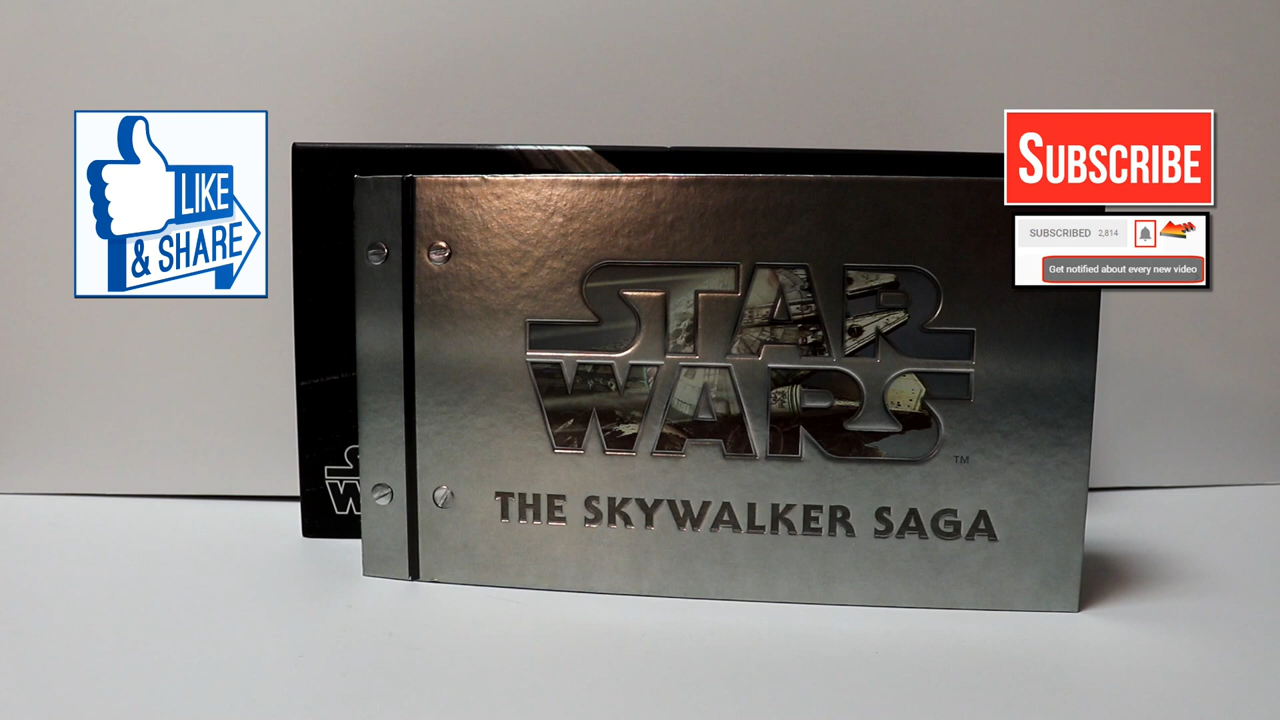 LIKE
& SHARE
SUBSCRIBE
SUBSCRIBED 2,814
Get notified about every new video
STAR
WARS
TM
THE SKYWALKER SAGA